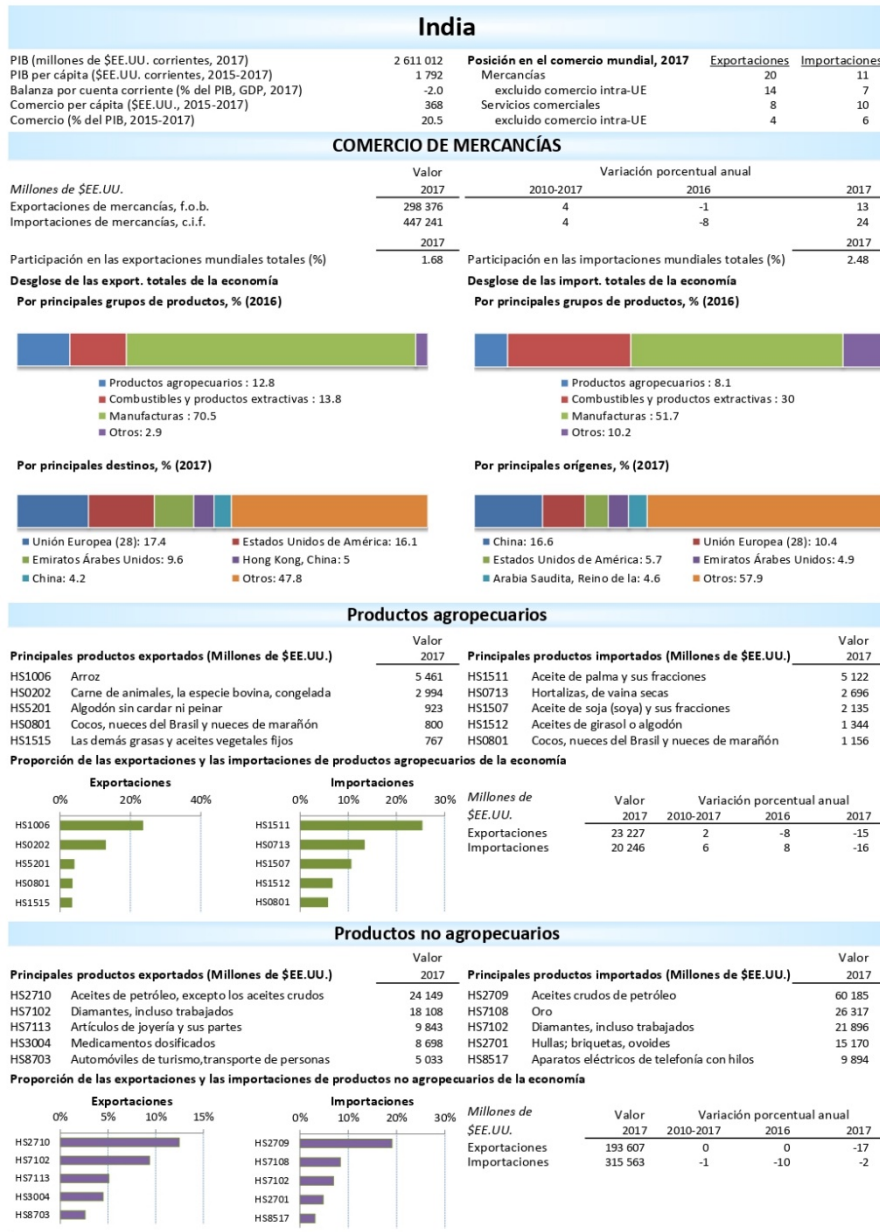 India
PIB (millones de $EE.UU. corrientes, 2017) 2 611 012
PIB per cápita ($EE.UU. corrientes, 2015-2017) 1 792
Balanza por cuenta corriente (% del PIB, GDP, 2017) -2.0
Comercio per cápita ($EE.UU., 2015-2017) 368
Comercio (% del PIB, 2015-2017) 20.5
Posición en el comercio mundial, 2017 Exportaciones Importaciones
Mercancías 20 11
excluido comercio intra-UE 14 7
Servicios comerciales 8 10
excluido comercio intra-UE 4 6
COMERCIO DE MERCANCÍAS
Valor Variación porcentual anual
Millones de $EE.UU. 2017 2010-2017 2016 2017
Exportaciones de mercancías, f.o.b. 298 376 4 -1 13
Importaciones de mercancías, c.i.f. 447 241 4 -8 24
2017 2017
Participación en las exportaciones mundiales totales (%) 1.68 Participación en las importaciones mundiales totales (%) 2.48
Desglose de las export. totales de la economía
Por principales grupos de productos, % (2016)
Productos agropecuarios : 12.8
Combustibles y productos extractivas : 13.8
Manufacturas : 70.5
Otros: 2.9
Por principales destinos, % (2017)
Unión Europea (28): 17.4 Estados Unidos de América: 16.1
Emiratos Árabes Unidos: 9.6 Hong Kong, China: 5
China: 4.2 Otros: 47.8
Desglose de las import. totales de la economía
Por principales grupos de productos, % (2016)
Productos agropecuarios : 8.1
Combustibles y productos extractivas : 30
Manufacturas : 51.7
Otros: 10.2
Por principales orígenes, % (2017)
China: 16.6 Unión Europea (28): 10.4
Estados Unidos de América: 5.7 Emiratos Árabes Unidos: 4.9
Arabia Saudita, Reino de la: 4.6 Otros: 57.9
Productos agropecuarios
Valor
Principales productos exportados (Millones de $EE.UU.) 2017
HS1006 Arroz 5 461
HS0202 Carne de animales, la especie bovina, congelada 2 994
HS5201 Algodón sin cardar ni peinar 923
HS0801 Cocos, nueces del Brasil y nueces de marañón 800
HS1515 Las demás grasas y aceites vegetales fijos 767
Valor
Principales productos importados (Millones de $EE.UU.) 2017
HS1511 Aceite de palma y sus fracciones 5 122
HS0713 Hortalizas, de vaina secas 2 696
HS1507 Aceite de soja (soya) y sus fracciones 2 135
HS1512 Aceites de girasol o algodón 1 344
HS0801 Cocos, nueces del Brasil y nueces de marañón 1 156
Proporción de las exportaciones y las importaciones de productos agropecuarios de la economía
Exportaciones
0% 20% 40%
HS1006
HS0202
HS5201
HS0801
HS1515
Importaciones
0% 10% 20% 30%
HS1511
HS0713
HS1507
HS1512
HS0801
Millones de Valor Variación porcentual anual
$EE.UU. 2017 2010-2017 2016 2017
Exportaciones 23 227 2 -8 -15
Importaciones 20 246 6 8 -16
Productos no agropecuarios
Valor
Principales productos exportados (Millones de $EE.UU.) 2017
HS2710 Aceites de petróleo, excepto los aceites crudos 24 149
HS7102 Diamantes, incluso trabajados 18 108
HS7113 Artículos de joyería y sus partes 9 843
HS3004 Medicamentos dosificados 8 698
HS8703 Automóviles de turismo,transporte de personas 5 033
Valor
Principales productos importados (Millones de $EE.UU.) 2017
HS2709 Aceites crudos de petróleo 60 185
HS7108 Oro 26 317
HS7102 Diamantes, incluso trabajados 21 896
HS2701 Hullas; briquetas, ovoides 15 170
HS8517 Aparatos eléctricos de telefonía con hilos 9 894
Proporción de las exportaciones y las importaciones de productos no agropecuarios de la economía
Exportaciones
0% 5% 10% 15%
HS2710
HS7102
HS7113
HS3004
HS8703
Importaciones
0% 10% 20% 30%
HS2709
HS7108
HS7102
HS2701
HS8517
Millones de Valor Variación porcentual anual
$EE.UU. 2017 2010-2017 2016 2017
Exportaciones 193 607 0 0 -17
Importaciones 315 563 -1 -10 -2